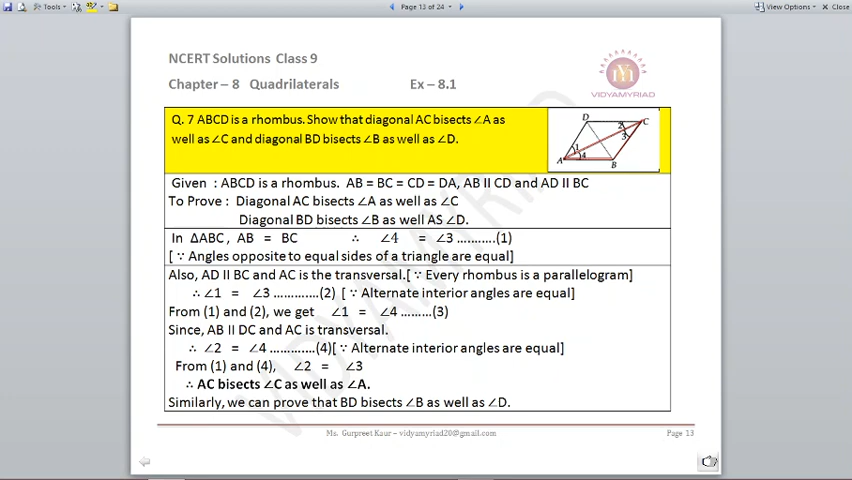 Tools
Page 13 of 24
View Options
Close
NCERT Solutions Class 9
Chapter – 8 Quadrilaterals Ex – 8.1
VIDYAMYRIAD
Q. 7 ABCD is a rhombus. Show that diagonal AC bisects ∠A as
well as ∠C and diagonal BD bisects ∠B as well as ∠D.
D
C
2
3
1
4
A
B
Given : ABCD is a rhombus. AB = BC = CD = DA, AB II CD and AD II BC
To Prove : Diagonal AC bisects ∠A as well as ∠C
Diagonal BD bisects ∠B as well AS ∠D.
In ΔABC , AB = BC ∴ ∠4 = ∠3 ...........(1)
[ ∵ Angles opposite to equal sides of a triangle are equal]
Also, AD II BC and AC is the transversal.[ ∵ Every rhombus is a parallelogram]
∴ ∠1 = ∠3 ..............(2) [ ∵ Alternate interior angles are equal]
From (1) and (2), we get ∠1 = ∠4 .........(3)
Since, AB II DC and AC is transversal.
∴ ∠2 = ∠4 .............(4)[ ∵ Alternate interior angles are equal]
From (1) and (4), ∠2 = ∠3
∴ AC bisects ∠C as well as ∠A.
Similarly, we can prove that BD bisects ∠B as well as ∠D.
Ms. Gurpreet Kaur – vidyamyriad20@gmail.com
Page 13